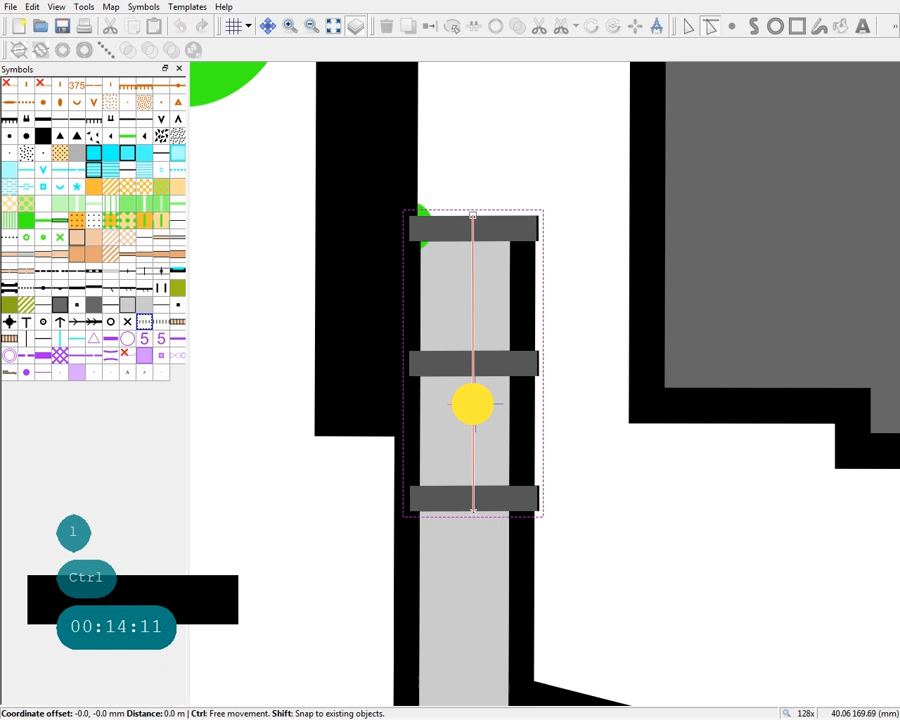 File Edit View Tools Map Symbols Templates Help
Symbols
375
5 5
l
Ctrl
00:14:11
Coordinate offset: -0.0, -0.0 mm Distance: 0.0 m | Ctrl: Free movement. Shift: Snap to existing objects.
128x
40.06 169.69 (mm)